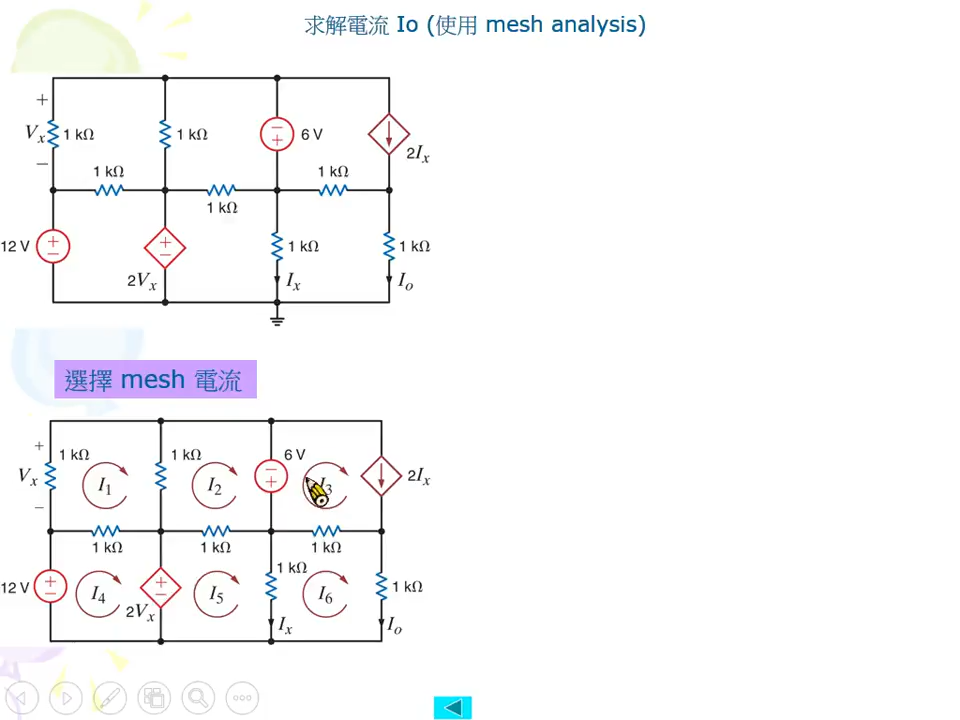 求解電流 Io (使用 mesh analysis)
+
Vx 1 kΩ 1 kΩ − + 6 V
− 2Ix
1 kΩ 1 kΩ
1 kΩ
12 V + − + − 1 kΩ 1 kΩ
2Vx Ix Io
選擇 mesh 電流
+ 1 kΩ 1 kΩ 6 V
Vx I1 I2 − + I3 2Ix
−
1 kΩ 1 kΩ 1 kΩ
1 kΩ
12 V + − I4 + − I5 I6 1 kΩ
2Vx Ix Io